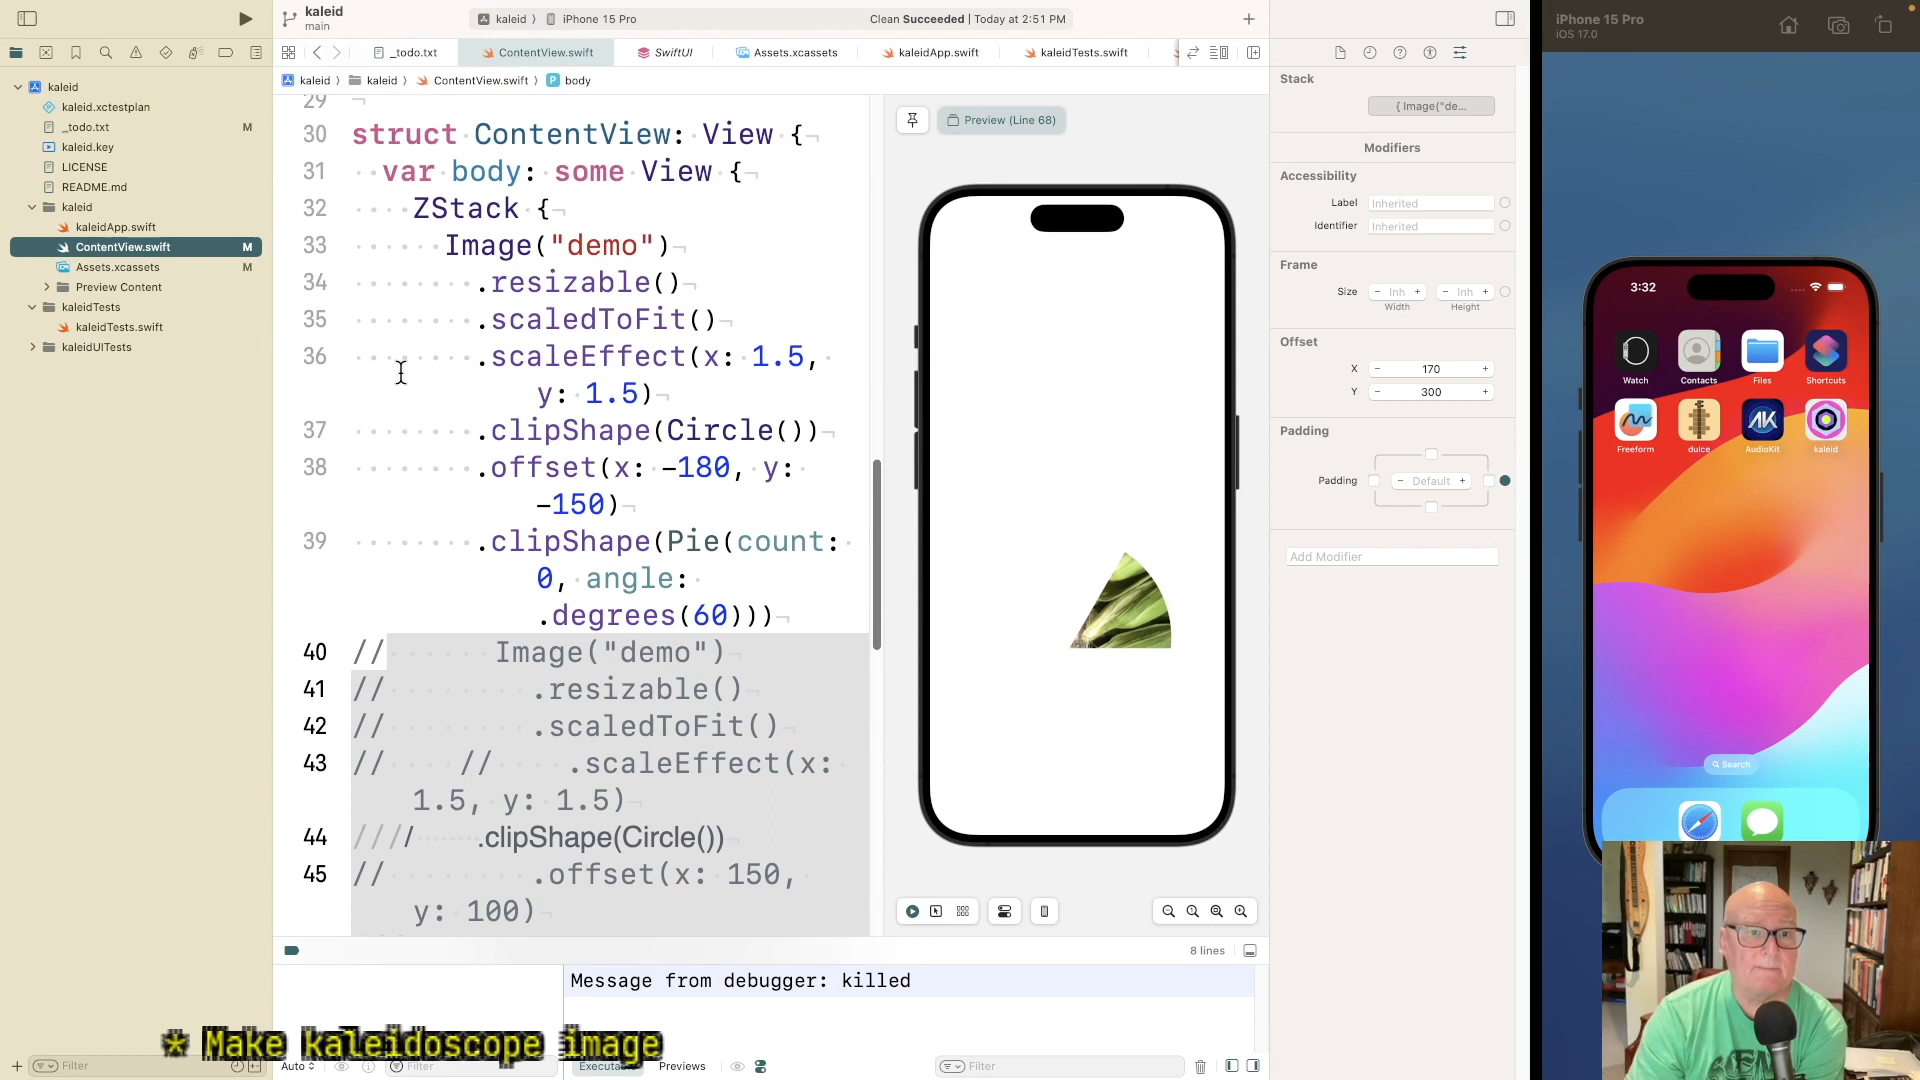 kaleid
main
kaleid
iPhone 15 Pro
Clean Succeeded | Today at 2:51 PM
_todo.txt
ContentView.swift
SwiftUI
Assets.xcassets
kaleidApp.swift
kaleidTests.swift
kaleid
kaleid
ContentView.swift
body
kaleid
kaleid.xctestplan
_todo.txt M
kaleid.key
LICENSE
README.md
kaleid
kaleidApp.swift
ContentView.swift M
Assets.xcassets M
Preview Content
kaleidTests
kaleidTests.swift
kaleidUITests
29
30 struct ContentView: View {
31 var body: some View {
32 ZStack {
33 Image("demo")
34 .resizable()
35 .scaledToFit()
36 .scaleEffect(x: 1.5,
y: 1.5)
37 .clipShape(Circle())
38 .offset(x: -180, y:
-150)
39 .clipShape(Pie(count:
0, angle:
.degrees(60)))
40 // Image("demo")
41 // .resizable()
42 // .scaledToFit()
43 // // .scaleEffect(x:
1.5, y: 1.5)
44 //// .clipShape(Circle())
45 // .offset(x: 150,
y: 100)
Preview (Line 68)
8 lines
Message from debugger: killed
Filter
Auto
Filter
Previews
Filter
* Make kaleidoscope image
Stack
{ Image("de...
Modifiers
Accessibility
Label Inherited
Identifier Inherited
Frame
Size - Inh + - Inh +
Width Height
Offset
X - 170 +
Y - 300 +
Padding
Padding - Default +
Add Modifier
iPhone 15 Pro
iOS 17.0
3:32
Watch Contacts Files Shortcuts
Freeform dulce AudioKit kaleid
AK
Search